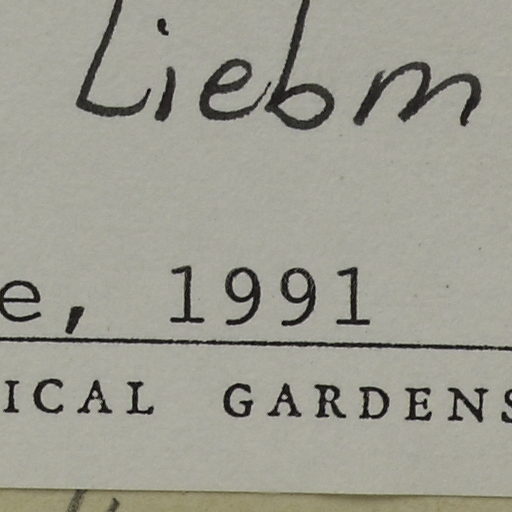 Liebm
e, 1991
ICAL GARDENS